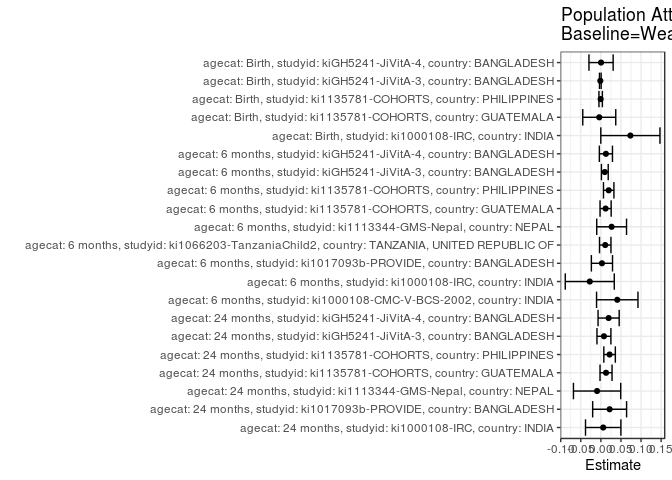 Population Att
Baseline=Wea
agecat: Birth, studyid: kiGH5241-JiVitA-4, country: BANGLADESH
agecat: Birth, studyid: kiGH5241-JiVitA-3, country: BANGLADESH
agecat: Birth, studyid: ki1135781-COHORTS, country: PHILIPPINES
agecat: Birth, studyid: ki1135781-COHORTS, country: GUATEMALA
agecat: Birth, studyid: ki1000108-IRC, country: INDIA
agecat: 6 months, studyid: kiGH5241-JiVitA-4, country: BANGLADESH
agecat: 6 months, studyid: kiGH5241-JiVitA-3, country: BANGLADESH
agecat: 6 months, studyid: ki1135781-COHORTS, country: PHILIPPINES
agecat: 6 months, studyid: ki1135781-COHORTS, country: GUATEMALA
agecat: 6 months, studyid: ki1113344-GMS-Nepal, country: NEPAL
agecat: 6 months, studyid: ki1066203-TanzaniaChild2, country: TANZANIA, UNITED REPUBLIC OF
agecat: 6 months, studyid: ki1017093b-PROVIDE, country: BANGLADESH
agecat: 6 months, studyid: ki1000108-IRC, country: INDIA
agecat: 6 months, studyid: ki1000108-CMC-V-BCS-2002, country: INDIA
agecat: 24 months, studyid: kiGH5241-JiVitA-4, country: BANGLADESH
agecat: 24 months, studyid: kiGH5241-JiVitA-3, country: BANGLADESH
agecat: 24 months, studyid: ki1135781-COHORTS, country: PHILIPPINES
agecat: 24 months, studyid: ki1135781-COHORTS, country: GUATEMALA
agecat: 24 months, studyid: ki1113344-GMS-Nepal, country: NEPAL
agecat: 24 months, studyid: ki1017093b-PROVIDE, country: BANGLADESH
agecat: 24 months, studyid: ki1000108-IRC, country: INDIA
-0.10 -0.05 0.00 0.05 0.10 0.15
Estimate